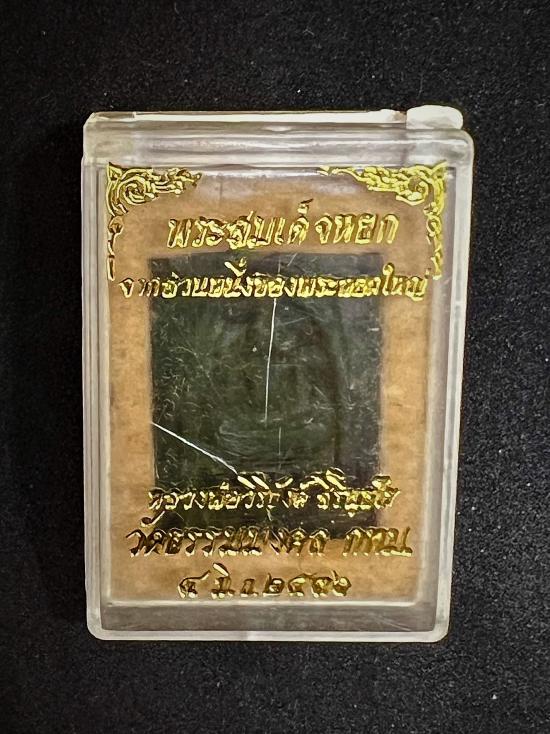 พระสมเด็จหยก
จากส่วนหนึ่งของพระหยกใหญ่
หลวงพ่อวิริยังค์ สิรินฺธโร
วัดธรรมมงคล กทม.
๔ มิ.ย.๒๕๓๖